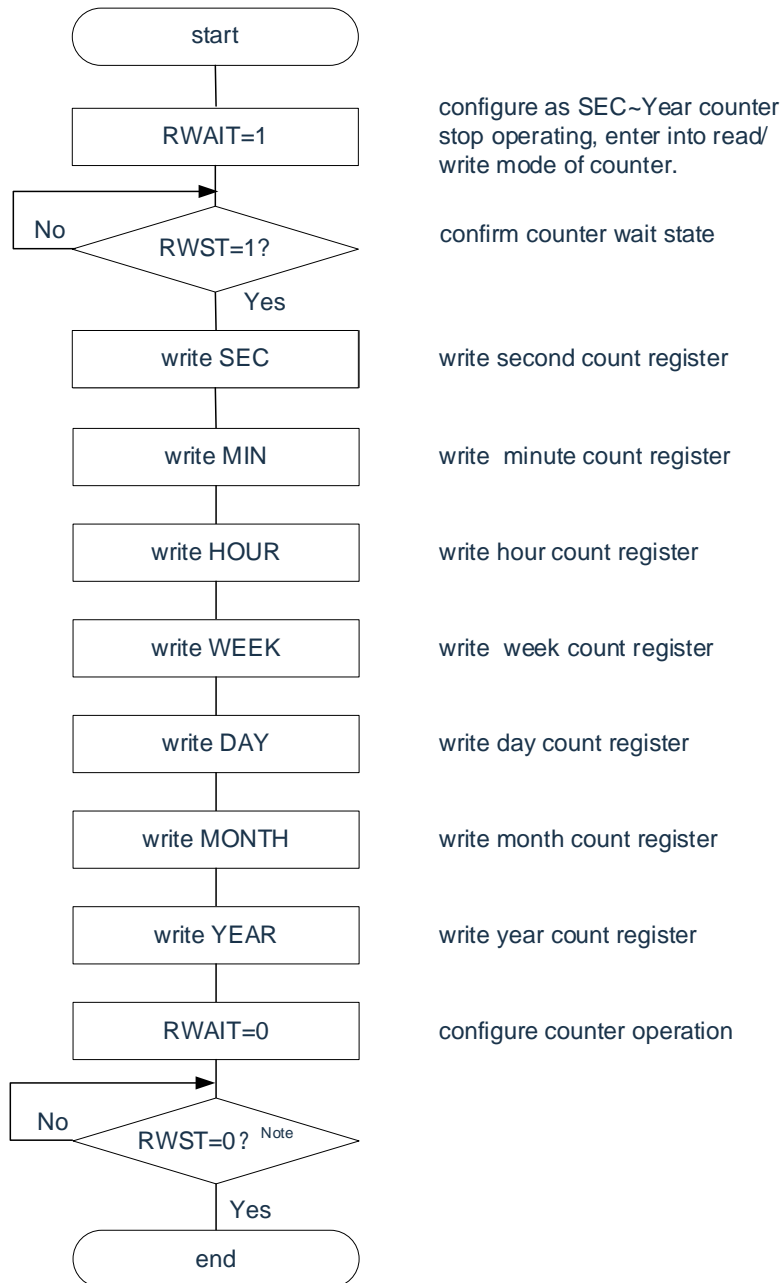 start
RWAIT=1
configure as SEC~Year counter
stop operating, enter into read/
write mode of counter.
No
RWST=1?
confirm counter wait state
Yes
write SEC
write second count register
write MIN
write minute count register
write HOUR
write hour count register
write WEEK
write week count register
write DAY
write day count register
write MONTH
write month count register
write YEAR
write year count register
RWAIT=0
configure counter operation
No
RWST=0? Note
Yes
end